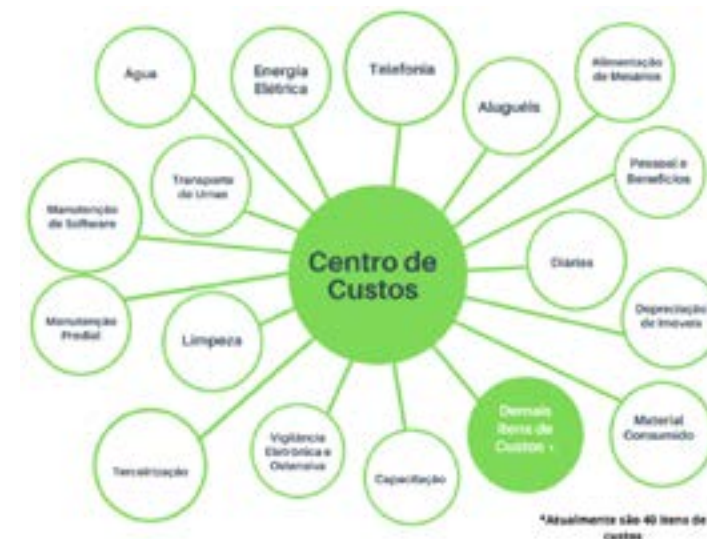 Água
Energia
Elétrica
Telefonia
Aluguéis
Alimentação
de Mesários
Transporte
de Urnas
Pessoal e
Benefícios
Manutenção
de Software
Centro de
Custos
Diárias
Manutenção
Predial
Limpeza
Depreciação
de Imóveis
Demais
Itens de
Custos *
Material
Consumido
Terceirização
Vigilância
Eletrônica e
Ostensiva
Capacitação
*Atualmente são 40 itens de
custos